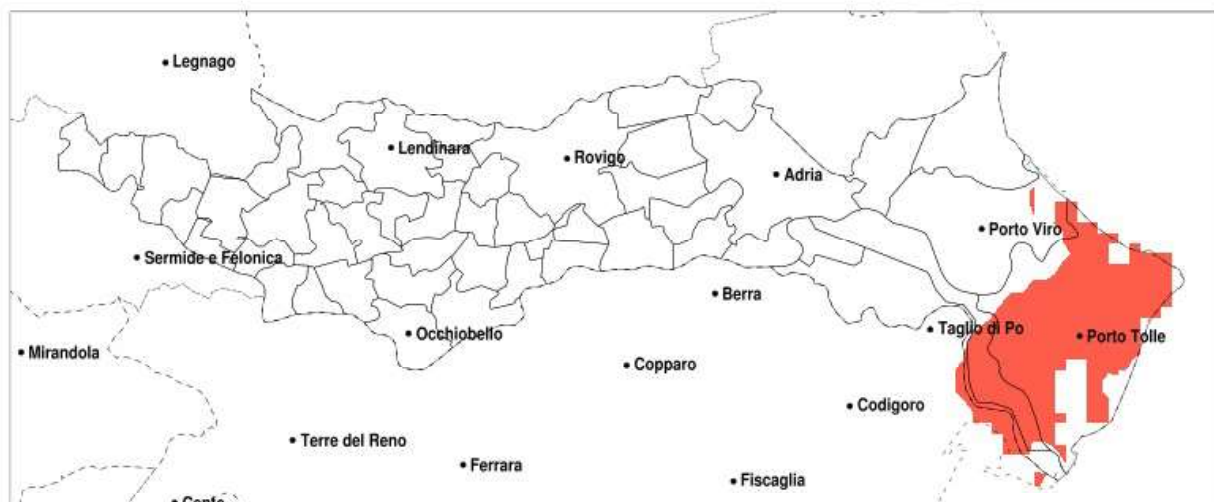 Legnago
Lendinara
Rovigo
Adria
Porto Viro
Sermide e Felonica
Berra
Taglio di Po
Occhiobello
Porto Tolle
Mirandola
Copparo
Codigoro
Terre del Reno
Ferrara
Fiscaglia